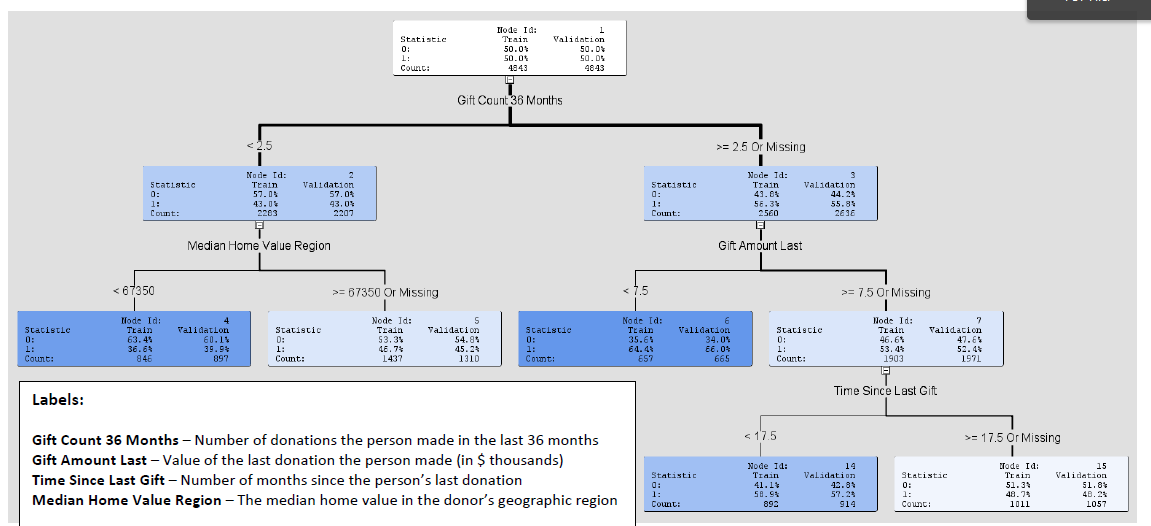 Node Id: 1
Statistic Train Validation
0: 50.0% 50.0%
1: 50.0% 50.0%
Count: 4843 4843
Gift Count 36 Months
< 2.5
>= 2.5 Or Missing
Node Id: 2
Statistic Train Validation
0: 57.0% 57.0%
1: 43.0% 43.0%
Count: 2283 2207
Node Id: 3
Statistic Train Validation
0: 43.8% 44.2%
1: 56.3% 55.8%
Count: 2560 2636
Median Home Value Region
Gift Amount Last
< 67350
>= 67350 Or Missing
< 7.5
>= 7.5 Or Missing
Node Id: 4
Statistic Train Validation
0: 63.4% 60.1%
1: 36.6% 39.9%
Count: 846 897
Node Id: 5
Statistic Train Validation
0: 53.3% 54.8%
1: 46.7% 45.2%
Count: 1437 1310
Node Id: 6
Statistic Train Validation
0: 35.6% 34.0%
1: 64.4% 66.0%
Count: 657 665
Node Id: 7
Statistic Train Validation
0: 46.6% 47.6%
1: 53.4% 52.4%
Count: 1903 1971
Time Since Last Gift
< 17.5
>= 17.5 Or Missing
Node Id: 14
Statistic Train Validation
0: 41.1% 42.8%
1: 58.9% 57.2%
Count: 892 914
Node Id: 15
Statistic Train Validation
0: 51.3% 51.8%
1: 48.7% 48.2%
Count: 1011 1057
Labels:
Gift Count 36 Months – Number of donations the person made in the last 36 months
Gift Amount Last – Value of the last donation the person made (in $ thousands)
Time Since Last Gift – Number of months since the person's last donation
Median Home Value Region – The median home value in the donor's geographic region